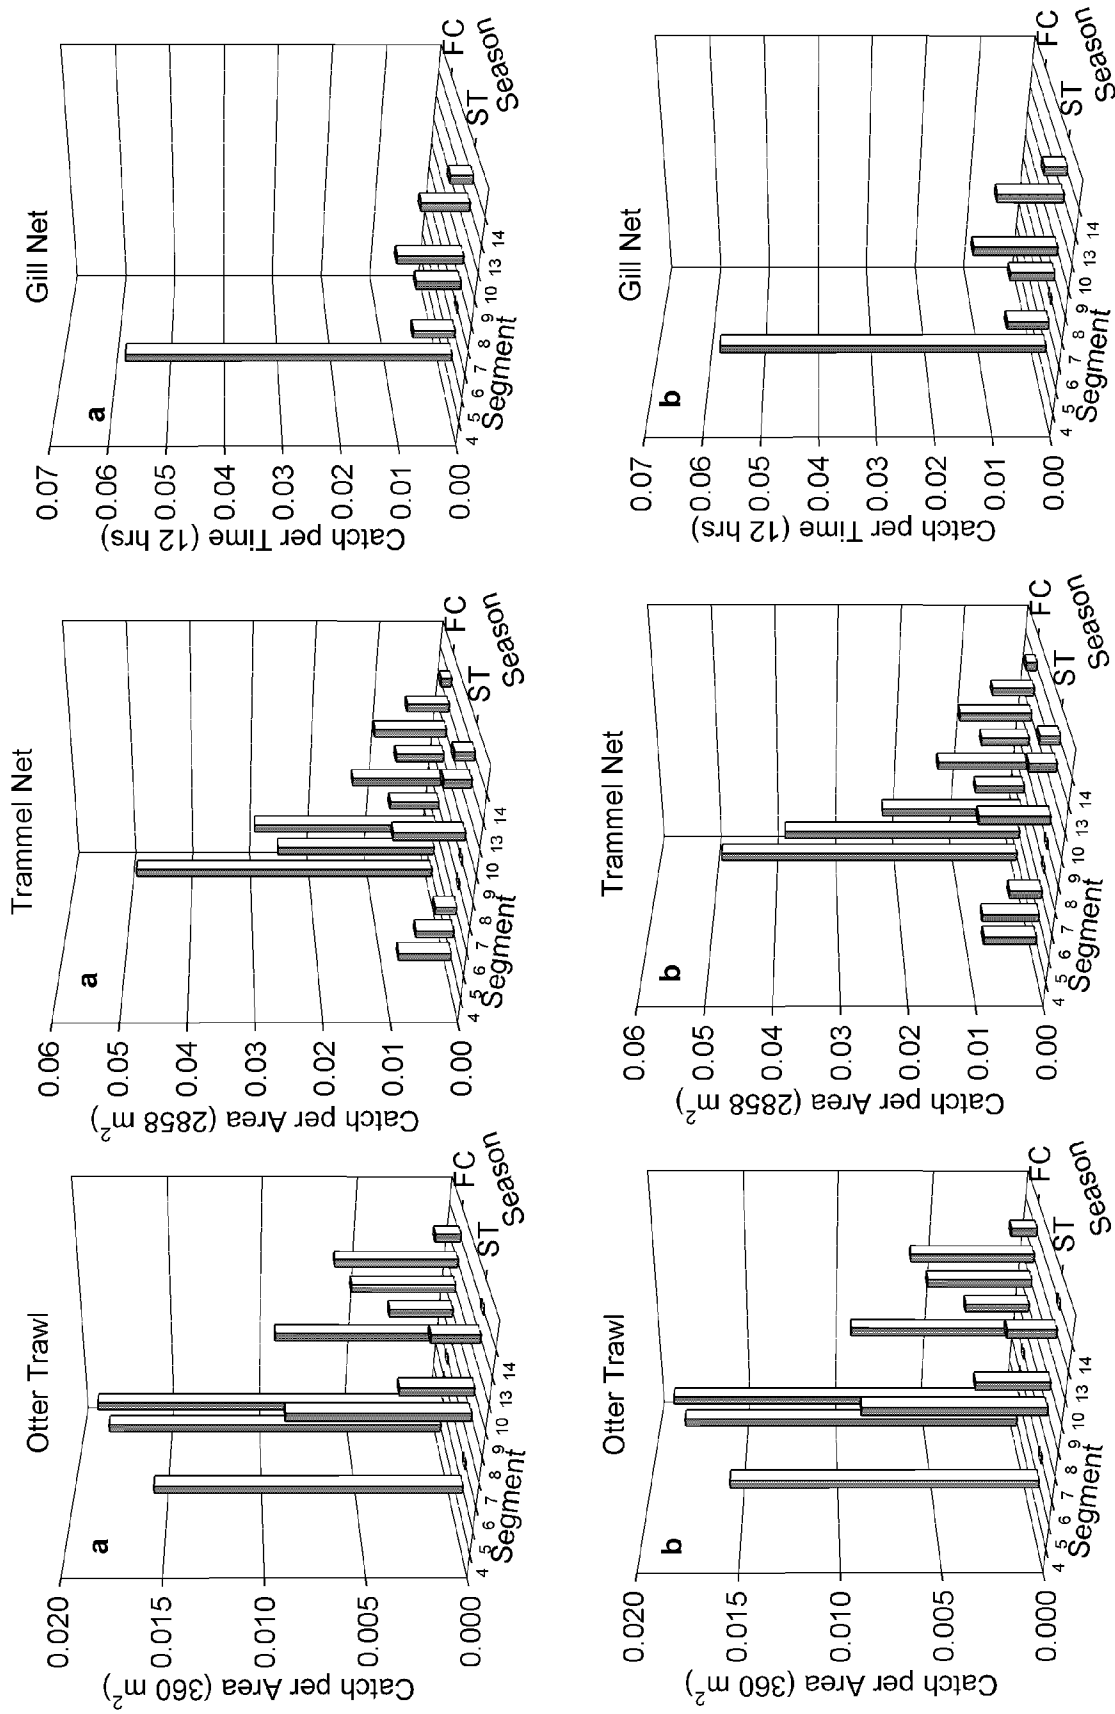 Otter Trawl
a
Catch per Area (360 m²)
0.020
0.015
0.010
0.005
0.000
4
5
6
7
8
9
10
10
13
14
Segment
ST
FC
Season
Trammel Net
a
Catch per Area (2858 m²)
0.06
0.05
0.04
0.03
0.02
0.01
0.00
4
5
6
7
8
9
10
10
13
14
Segment
ST
FC
Season
Gill Net
a
Catch per Time (12 hrs)
0.07
0.06
0.05
0.04
0.03
0.02
0.01
0.00
4
5
6
7
8
9
10
10
13
14
Segment
ST
FC
Season
Otter Trawl
b
Catch per Area (360 m²)
0.020
0.015
0.010
0.005
0.000
4
5
6
7
8
9
10
10
13
14
Segment
ST
FC
Season
Trammel Net
b
Catch per Area (2858 m²)
0.06
0.05
0.04
0.03
0.02
0.01
0.00
4
5
6
7
8
9
10
10
13
14
Segment
ST
FC
Season
Gill Net
b
Catch per Time (12 hrs)
0.07
0.06
0.05
0.04
0.03
0.02
0.01
0.00
4
5
6
7
8
9
10
10
13
14
Segment
ST
FC
Season